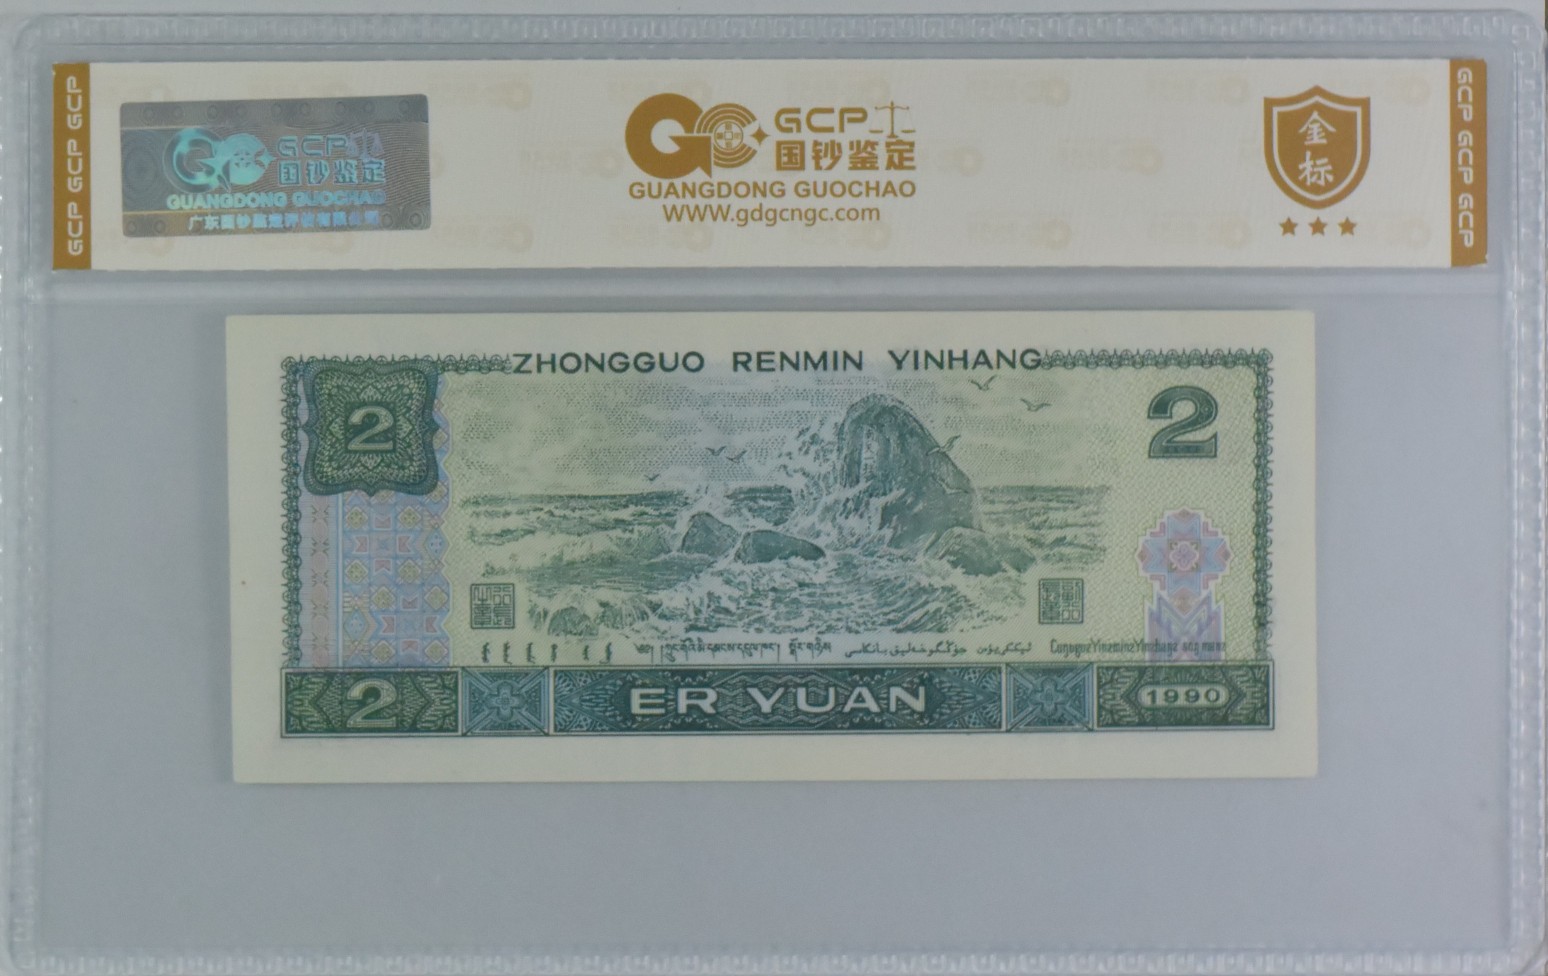 GCP GCP GCP
GCP
国钞鉴定
GUANGDONG GUOCHAO
广东国钞鉴定评估有限公司
GCP
国钞鉴定
GUANGDONG GUOCHAO
WWW.gdgcngc.com
金
标
GCP GCP GCP
ZHONGGUO RENMIN YINHANG
2
2
2
ER YUAN
1990